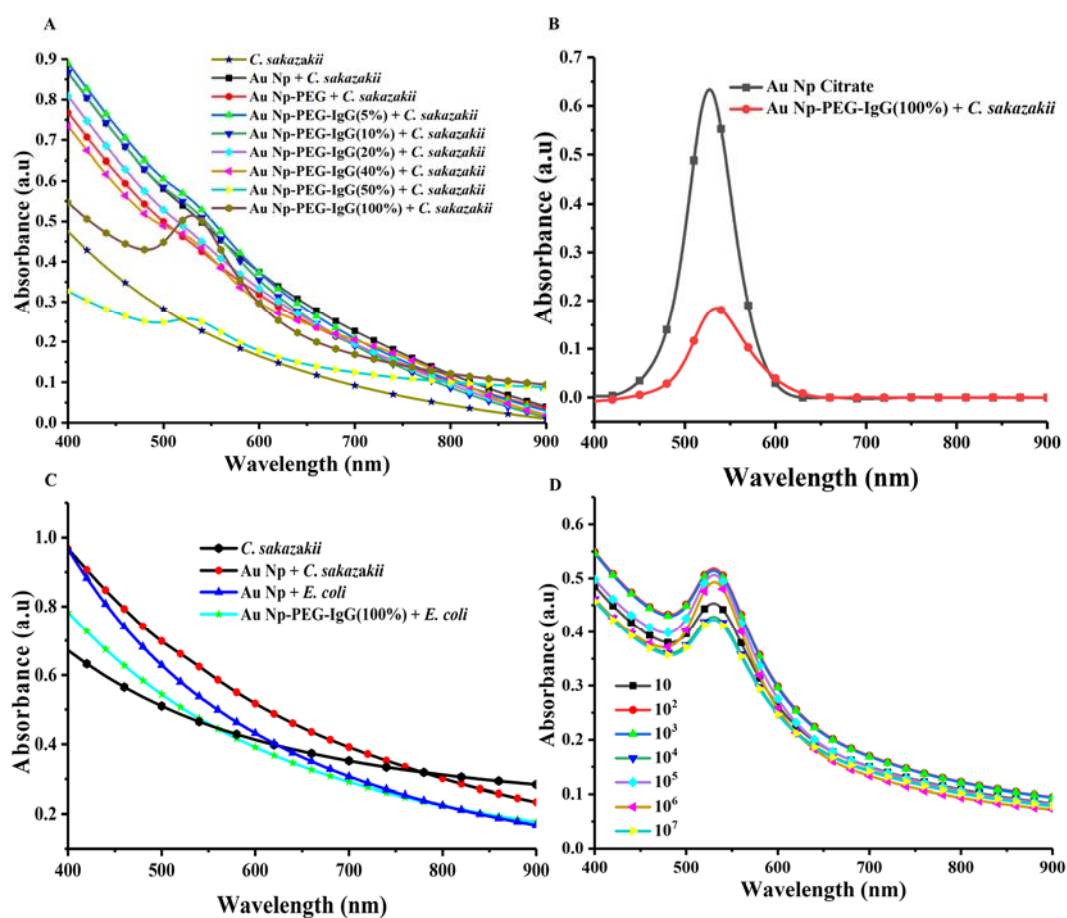 A
Absorbance (a.u)
0.9
0.8
0.7
0.6
0.5
0.4
0.3
0.2
0.1
0.0
C. sakazakii
Au Np + C. sakazakii
Au Np-PEG + C. sakazakii
Au Np-PEG-IgG(5%) + C. sakazakii
Au Np-PEG-IgG(10%) + C. sakazakii
Au Np-PEG-IgG(20%) + C. sakazakii
Au Np-PEG-IgG(40%) + C. sakazakii
Au Np-PEG-IgG(50%) + C. sakazakii
Au Np-PEG-IgG(100%) + C. sakazakii
400 500 600 700 800 900
Wavelength (nm)
B
Absorbance (a.u)
0.7
0.6
0.5
0.4
0.3
0.2
0.1
0.0
Au Np Citrate
Au Np-PEG-IgG(100%) + C. sakazakii
400 500 600 700 800 900
Wavelength (nm)
C
Absorbance (a.u)
1.0
0.8
0.6
0.4
0.2
C. sakazakii
Au Np + C. sakazakii
Au Np + E. coli
Au Np-PEG-IgG(100%) + E. coli
400 500 600 700 800 900
Wavelength (nm)
D
Absorbance (a.u)
0.6
0.5
0.4
0.3
0.2
0.1
0.0
10
10²
10³
10⁴
10⁵
10⁶
10⁷
400 500 600 700 800 900
Wavelength (nm)